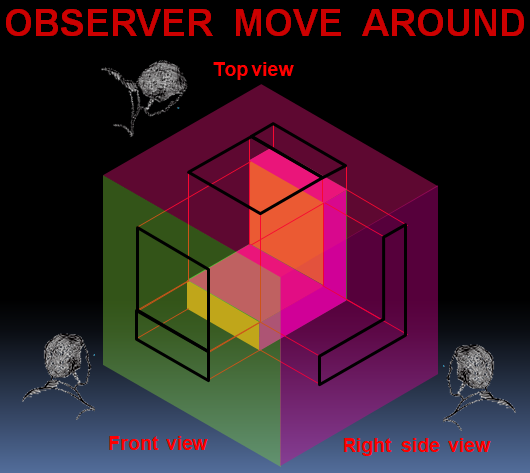 OBSERVER MOVE AROUND
Top view
Front view
Right side view